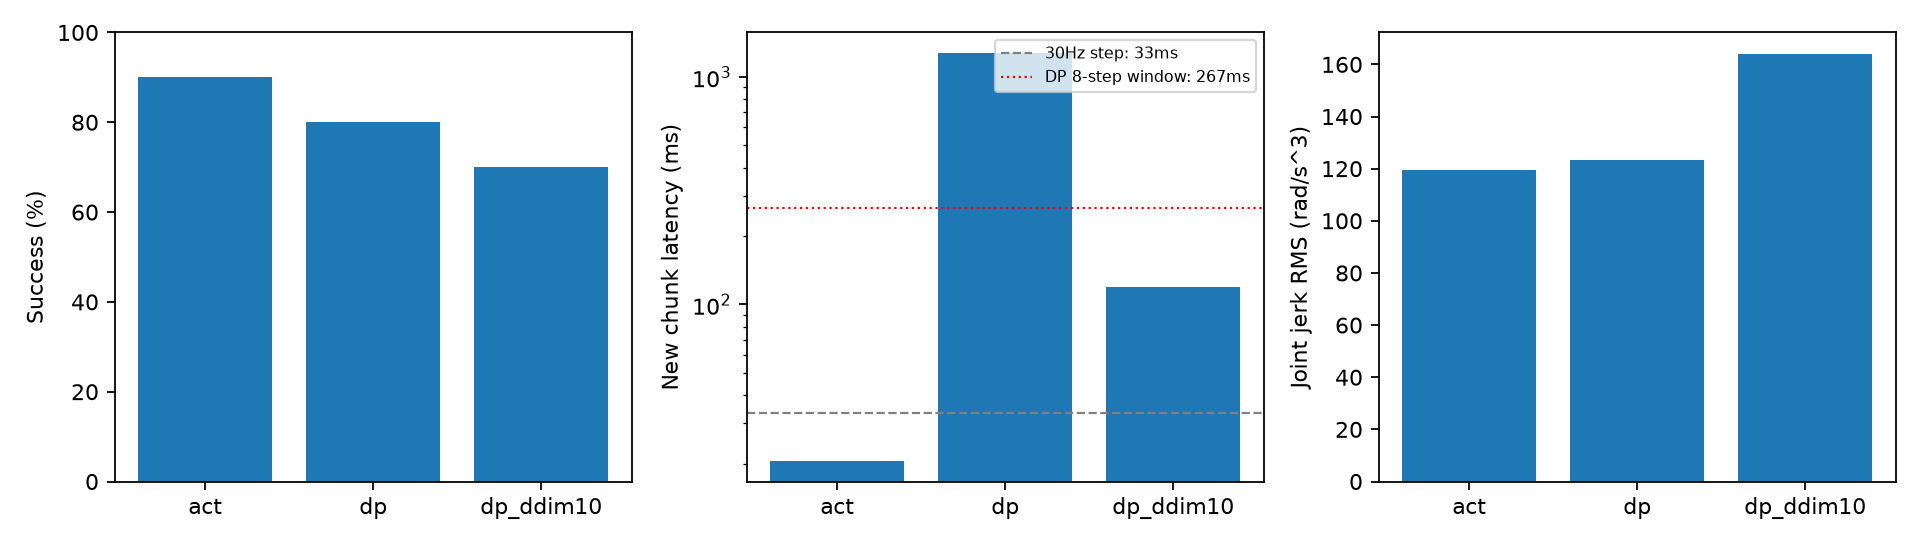 Success (%)
100
80
60
40
20
0
act dp dp_ddim10
New chunk latency (ms)
10^3
10^2
30Hz step: 33ms
DP 8-step window: 267ms
act dp dp_ddim10
Joint jerk RMS (rad/s^3)
160
140
120
100
80
60
40
20
0
act dp dp_ddim10